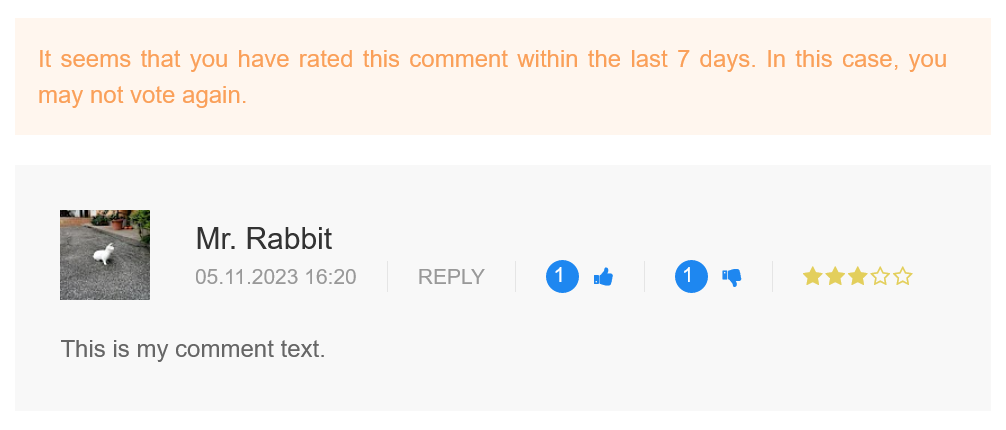 It seems that you have rated this comment within the last 7 days. In this case, you
may not vote again.
Mr. Rabbit
05.11.2023 16:20 REPLY 1 1
This is my comment text.